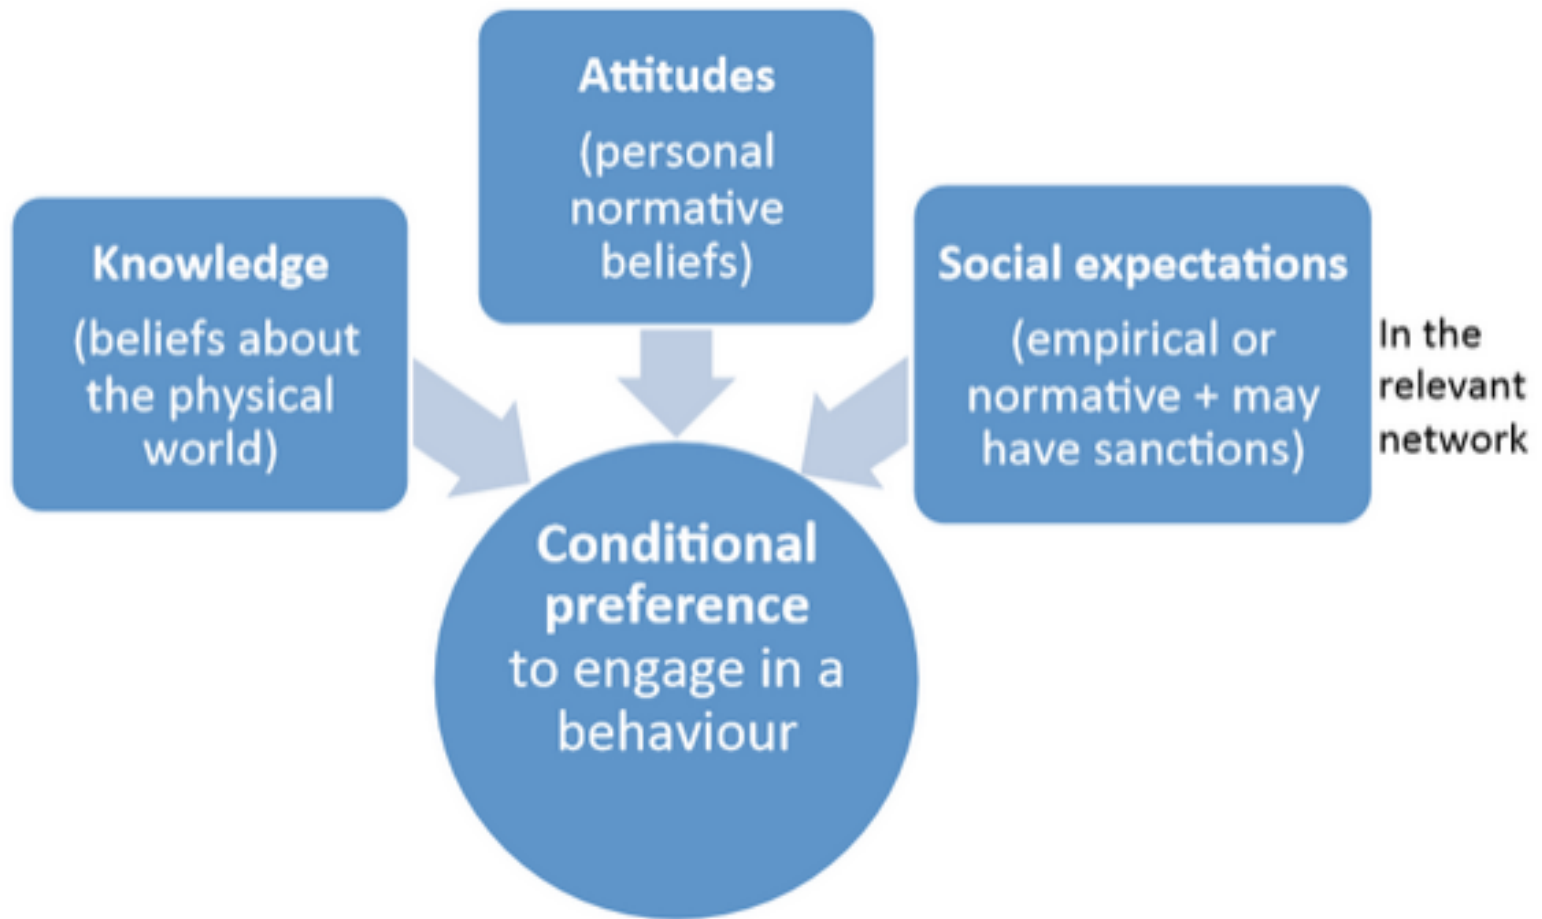 Attitudes
(personal
normative
beliefs)
Knowledge
(beliefs about
the physical
world)
Social expectations
(empirical or
normative + may
have sanctions)
In the
relevant
network
Conditional
preference
to engage in a
behaviour